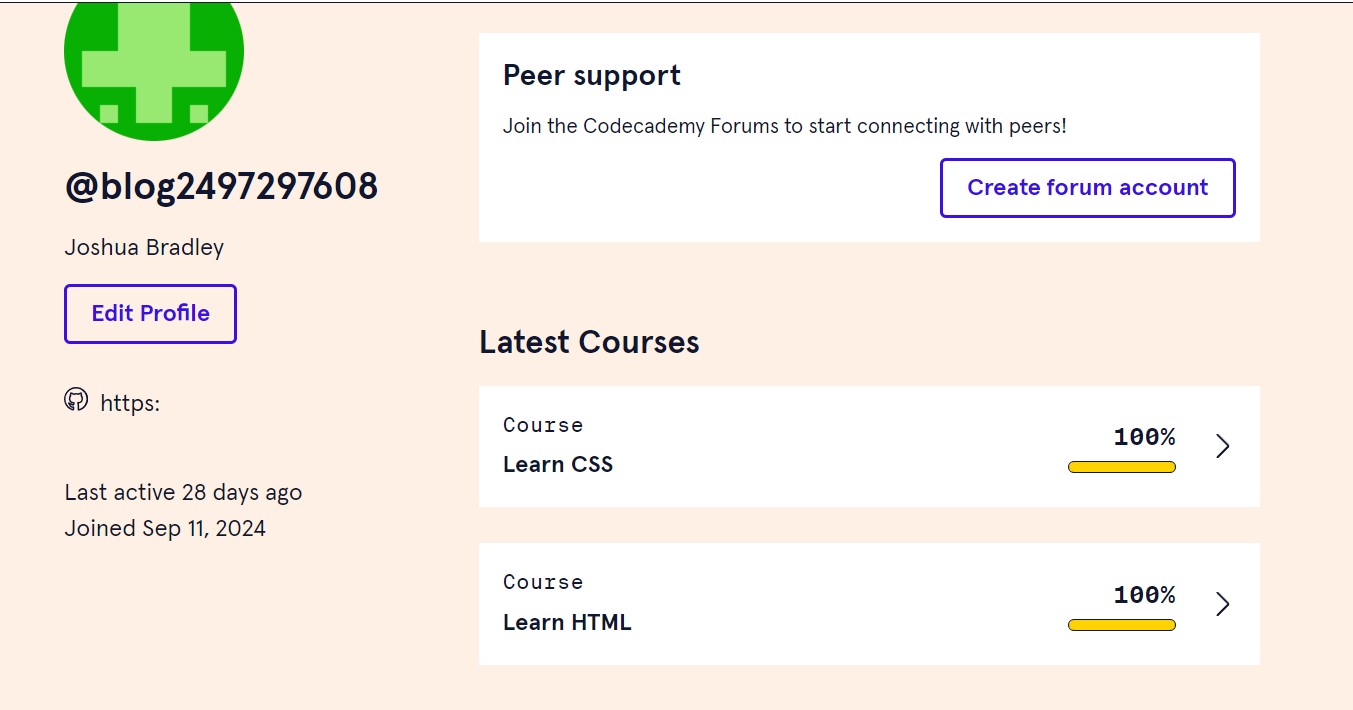 @blog2497297608
Joshua Bradley
Edit Profile
https:
Last active 28 days ago
Joined Sep 11, 2024
Peer support
Join the Codecademy Forums to start connecting with peers!
Create forum account
Latest Courses
Course
Learn CSS
100%
Course
Learn HTML
100%